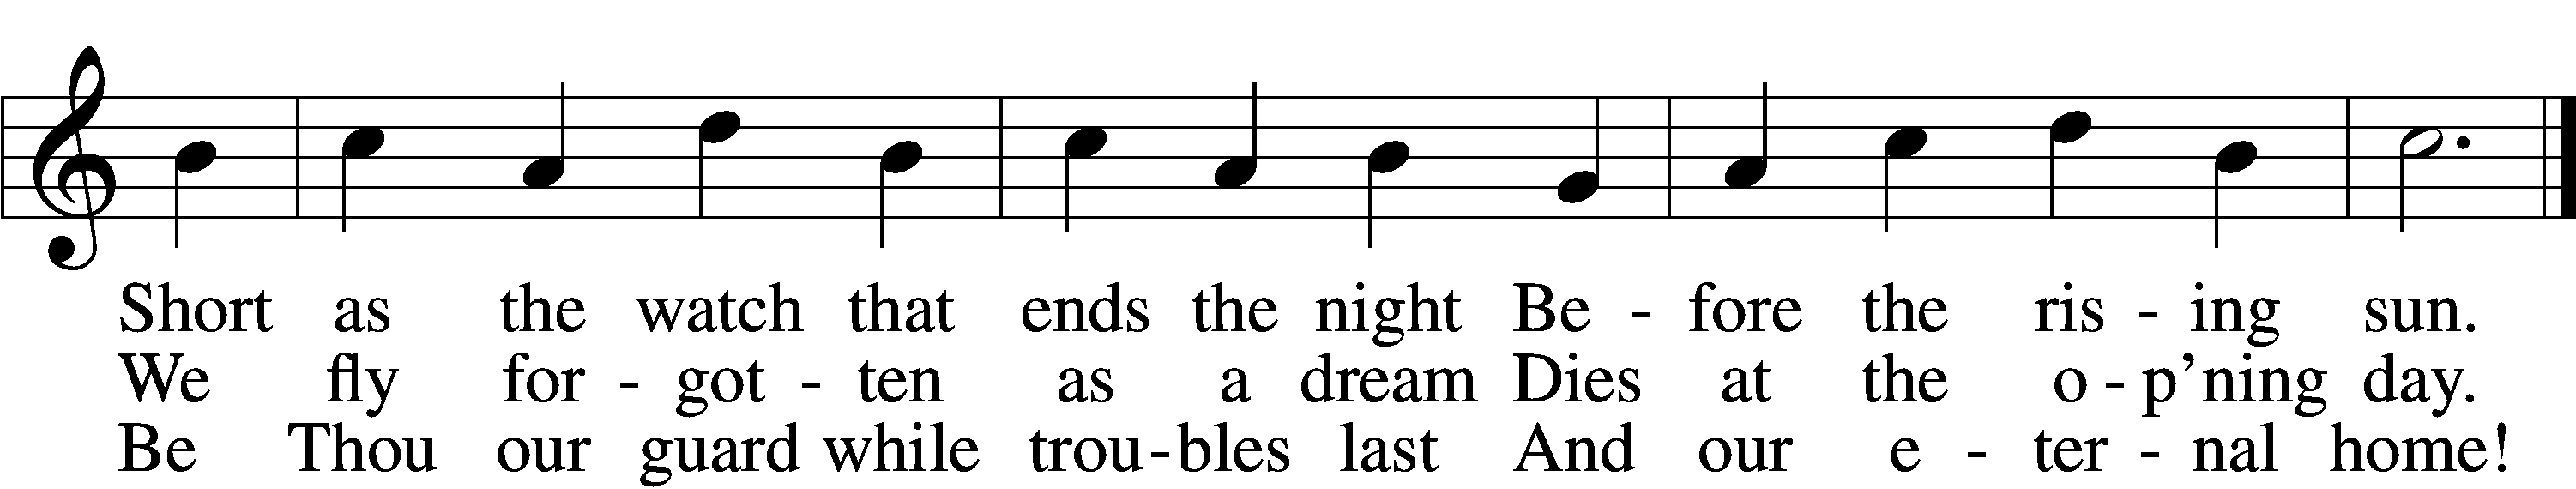 Short as the watch that ends the night Be - fore the ris - ing sun.
We fly for - got - ten as a dream Dies at the o - p'ning day.
Be Thou our guard while trou - bles last And our e - ter - nal home!